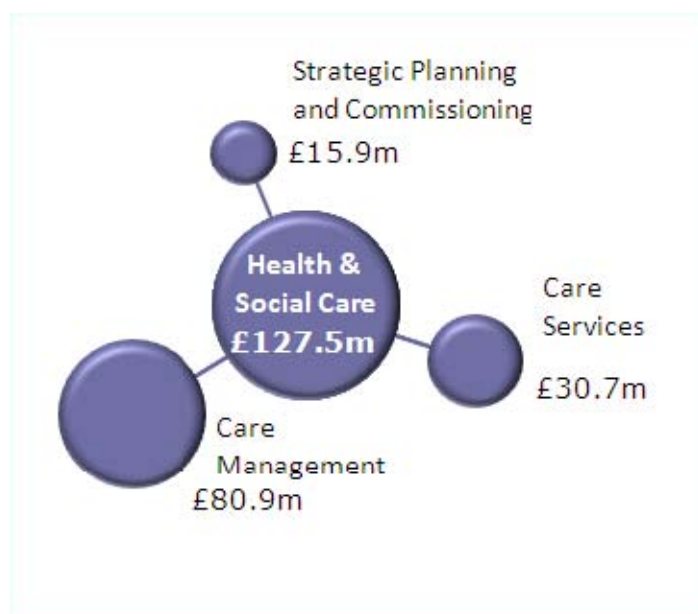 Strategic Planning
and Commissioning
£15.9m
Health &
Social Care
£127.5m
Care
Services
£30.7m
Care
Management
£80.9m